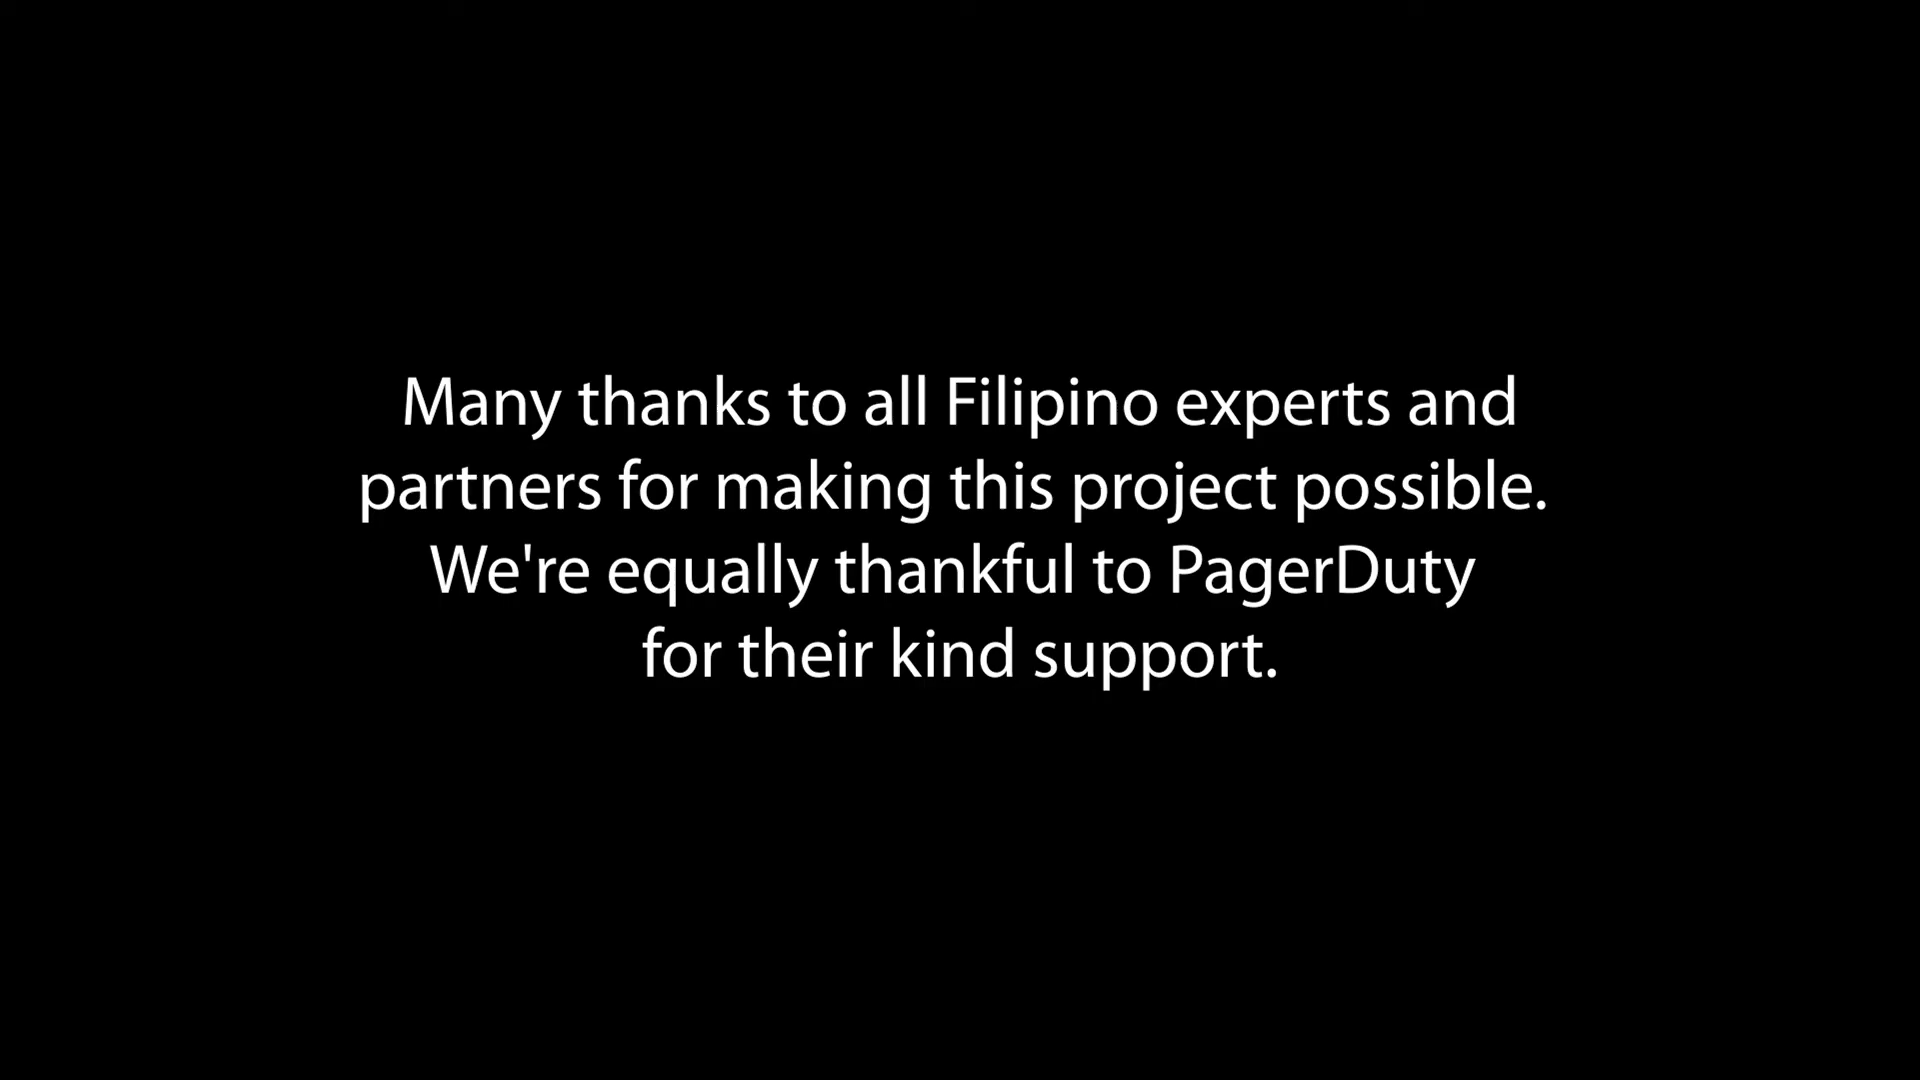 Many thanks to all Filipino experts and
partners for making this project possible.
We're equally thankful to PagerDuty
for their kind support.